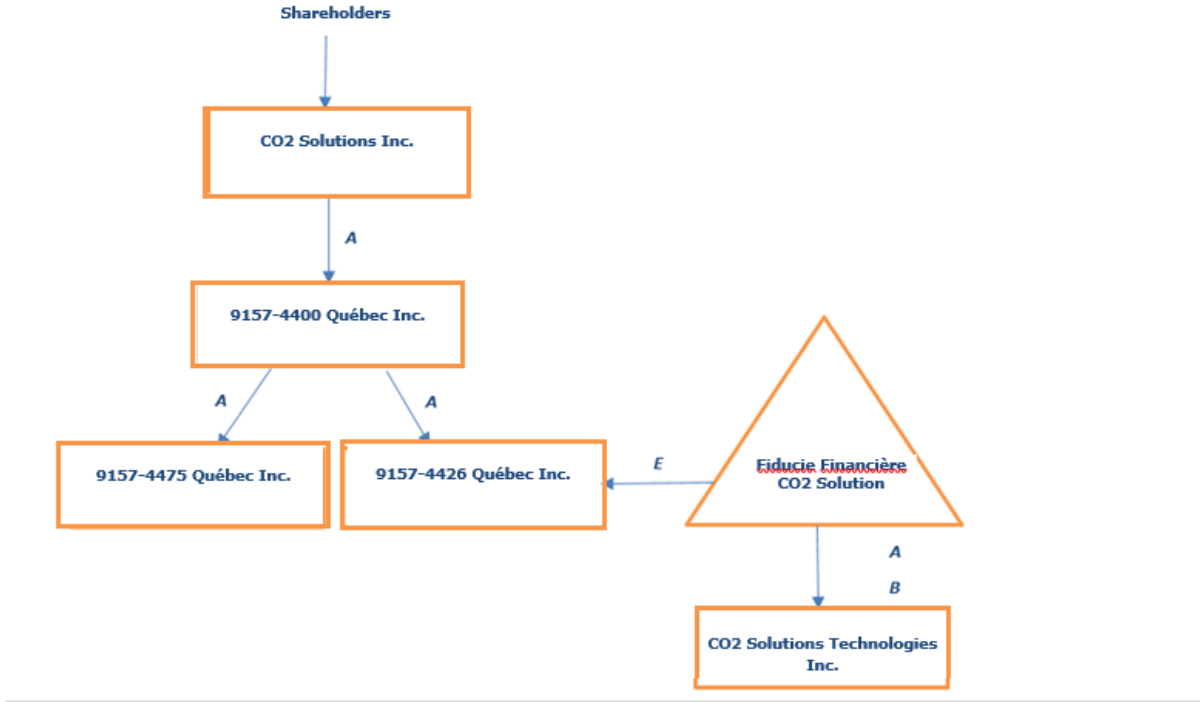 Shareholders
CO2 Solutions Inc.
A
9157-4400 Québec Inc.
A
A
9157-4475 Québec Inc.
9157-4426 Québec Inc.
E
Fiducie Financière
CO2 Solution
A
B
CO2 Solutions Technologies
Inc.